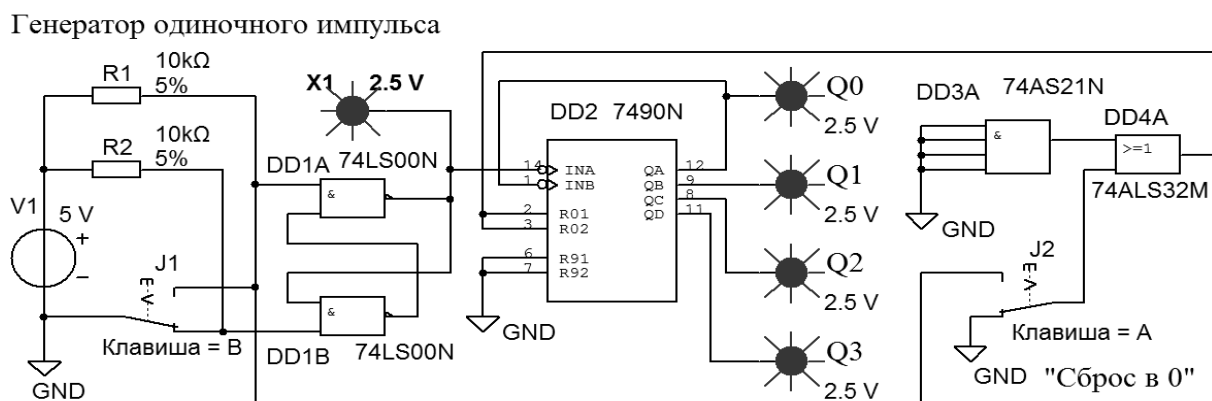 Генератор одиночного импульса
R1
10kΩ
5%
R2
10kΩ
5%
V1
5 V
+
−
J1
Клавиша = B
GND
X1
2.5 V
DD1A
74LS00N
&
&
DD1B
74LS00N
DD2 7490N
14
INA
1
INB
2
R01
3
R02
6
R91
7
R92
QA
12
QB
9
QC
8
QD
11
GND
Q0
2.5 V
Q1
2.5 V
Q2
2.5 V
Q3
2.5 V
DD3A
74AS21N
&
GND
DD4A
>=1
74ALS32M
J2
Клавиша = A
GND
"Сброс в 0"